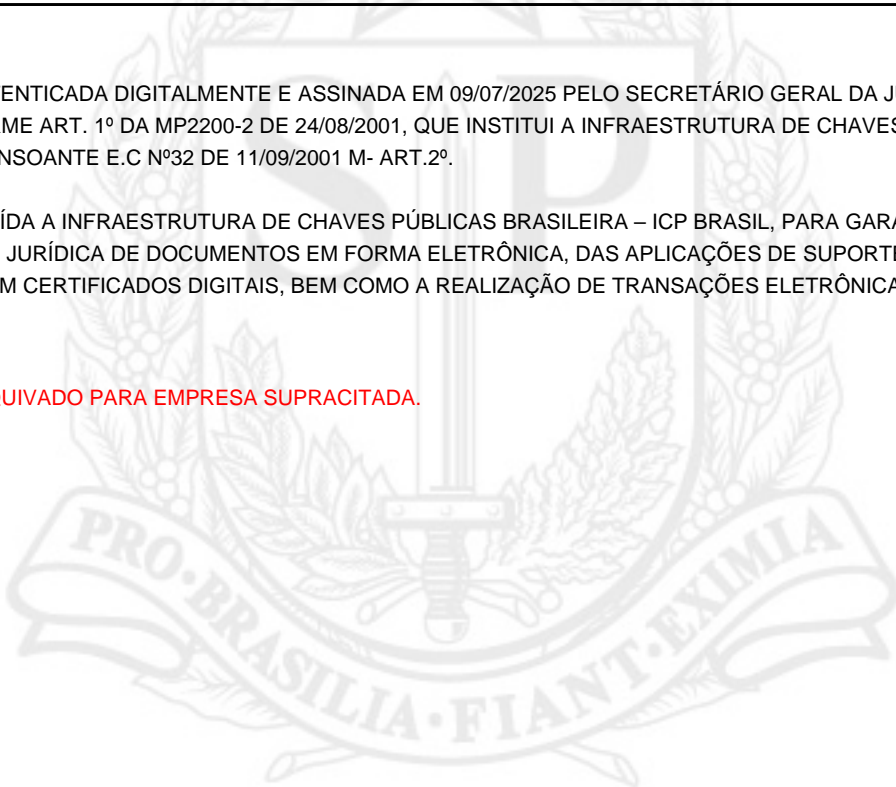 ENTICADA DIGITALMENTE E ASSINADA EM 09/07/2025 PELO SECRETÁRIO GERAL DA J
ME ART. 1º DA MP2200-2 DE 24/08/2001, QUE INSTITUI A INFRAESTRUTURA DE CHAVES
NSOANTE E.C Nº32 DE 11/09/2001 M- ART.2º.
ÍDA A INFRAESTRUTURA DE CHAVES PÚBLICAS BRASILEIRA – ICP BRASIL, PARA GARA
JURÍDICA DE DOCUMENTOS EM FORMA ELETRÔNICA, DAS APLICAÇÕES DE SUPORTE
M CERTIFICADOS DIGITAIS, BEM COMO A REALIZAÇÃO DE TRANSAÇÕES ELETRÔNICA
UIVADO PARA EMPRESA SUPRACITADA.
SP
PRO·BRASILIA·FIANT·EXIMIA